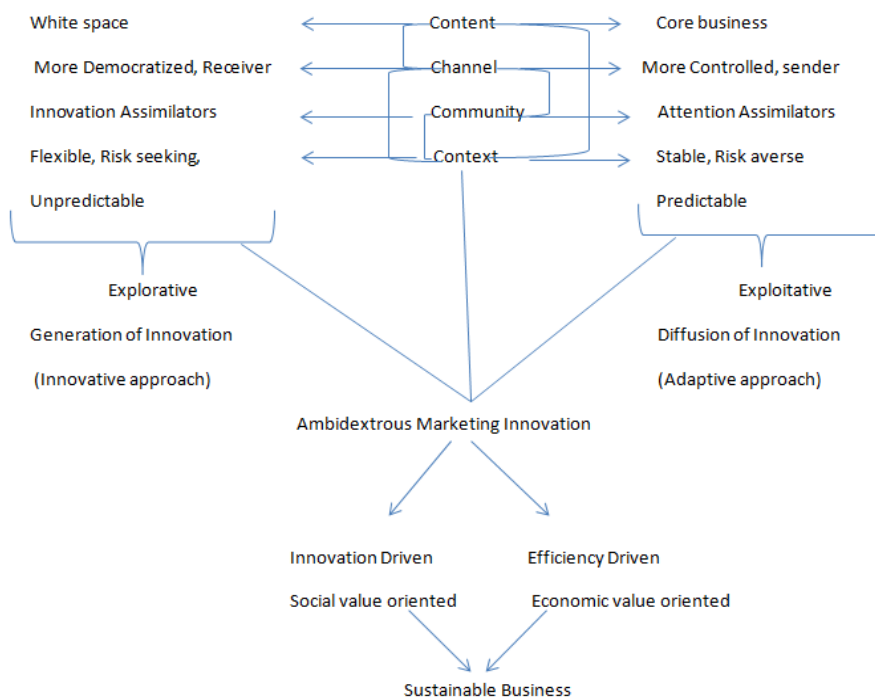 White space Content Core business
More Democratized, Receiver Channel More Controlled, sender
Innovation Assimilators Community Attention Assimilators
Flexible, Risk seeking, Context Stable, Risk averse
Unpredictable Predictable
Explorative Exploitative
Generation of Innovation Diffusion of Innovation
(Innovative approach) (Adaptive approach)
Ambidextrous Marketing Innovation
Innovation Driven Efficiency Driven
Social value oriented Economic value oriented
Sustainable Business